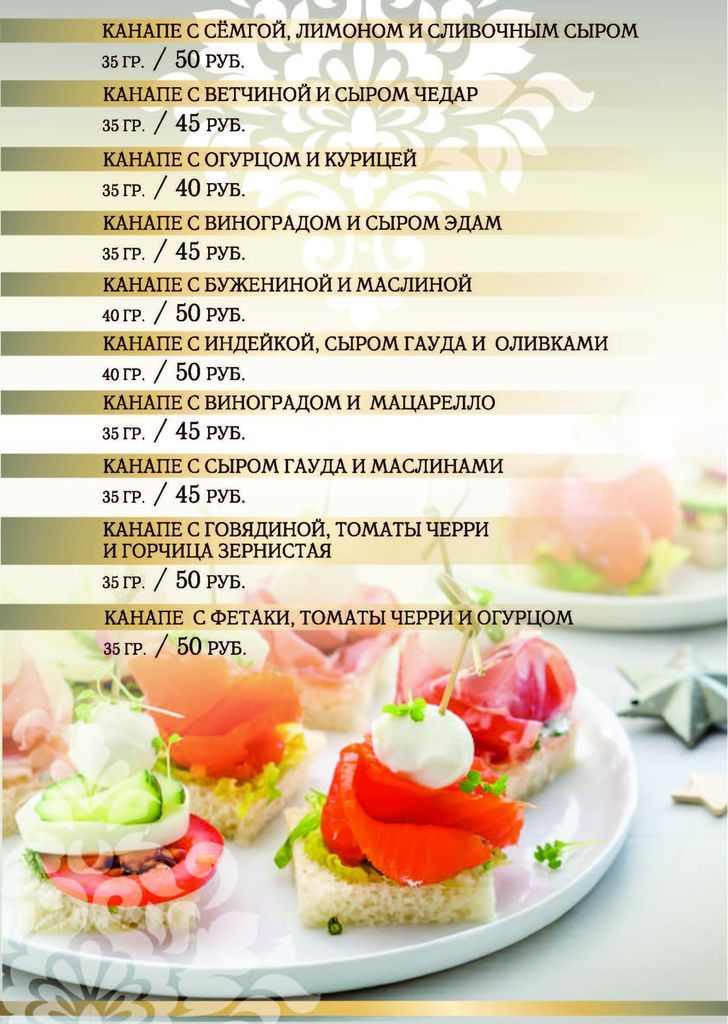 КАНАПЕ С СЁМГОЙ, ЛИМОНОМ И СЛИВОЧНЫМ СЫРОМ
35 ГР. / 50 РУБ.
КАНАПЕ С ВЕТЧИНОЙ И СЫРОМ ЧЕДАР
35 ГР. / 45 РУБ.
КАНАПЕ С ОГУРЦОМ И КУРИЦЕЙ
35 ГР. / 40 РУБ.
КАНАПЕ С ВИНОГРАДОМ И СЫРОМ ЭДАМ
35 ГР. / 45 РУБ.
КАНАПЕ С БУЖЕНИНОЙ И МАСЛИНОЙ
40 ГР. / 50 РУБ.
КАНАПЕ С ИНДЕЙКОЙ, СЫРОМ ГАУДА И ОЛИВКАМИ
40 ГР. / 50 РУБ.
КАНАПЕ С ВИНОГРАДОМ И МАЦАРЕЛЛО
35 ГР. / 45 РУБ.
КАНАПЕ С СЫРОМ ГАУДА И МАСЛИНАМИ
35 ГР. / 45 РУБ.
КАНАПЕ С ГОВЯДИНОЙ, ТОМАТЫ ЧЕРРИ
И ГОРЧИЦА ЗЕРНИСТАЯ
35 ГР. / 50 РУБ.
КАНАПЕ С ФЕТАКИ, ТОМАТЫ ЧЕРРИ И ОГУРЦОМ
35 ГР. / 50 РУБ.